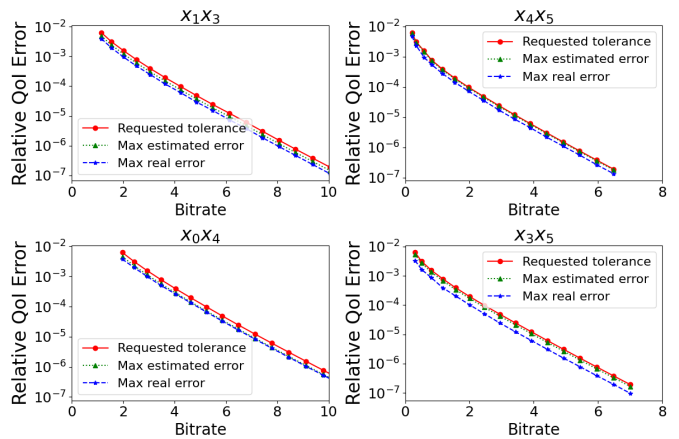 x₁x₃
Relative QoI Error
10⁻²
10⁻³
10⁻⁴
10⁻⁵
10⁻⁶
10⁻⁷
Requested tolerance
Max estimated error
Max real error
0 2 4 6 8 10
Bitrate
x₄x₅
Relative QoI Error
10⁻²
10⁻³
10⁻⁴
10⁻⁵
10⁻⁶
10⁻⁷
Requested tolerance
Max estimated error
Max real error
0 2 4 6 8
Bitrate
x₀x₄
Relative QoI Error
10⁻²
10⁻³
10⁻⁴
10⁻⁵
10⁻⁶
10⁻⁷
Requested tolerance
Max estimated error
Max real error
0 2 4 6 8 10
Bitrate
x₃x₅
Relative QoI Error
10⁻²
10⁻³
10⁻⁴
10⁻⁵
10⁻⁶
10⁻⁷
Requested tolerance
Max estimated error
Max real error
0 2 4 6 8
Bitrate